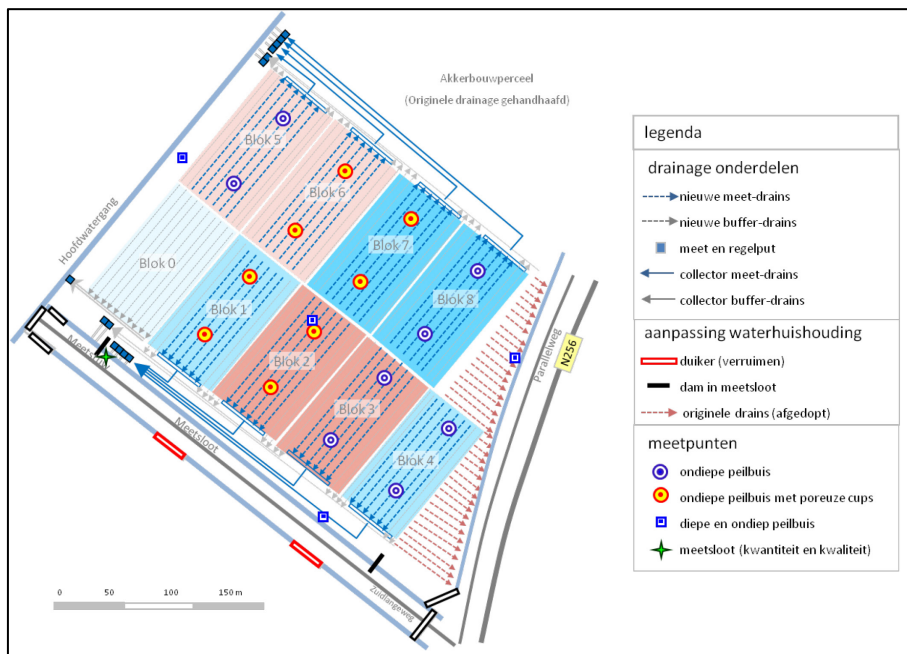 Akkerbouwperceel
(Originele drainage gehandhaafd)
Blok 5
Blok 6
Blok 7
Blok 8
Hoofdwatergang
Blok 0
Blok 1
Blok 2
Blok 3
Blok 4
Parallelweg
N256
Meetsloot
Zuidlangeweg
0 50 100 150 m
legenda
drainage onderdelen
nieuwe meet-drains
nieuwe buffer-drains
meet en regelput
collector meet-drains
collector buffer-drains
aanpassing waterhuishouding
duiker (verruimen)
dam in meetsloot
originele drains (afgedopt)
meetpunten
ondiepe peilbuis
ondiepe peilbuis met poreuze cups
diepe en ondiep peilbuis
meetsloot (kwantiteit en kwaliteit)